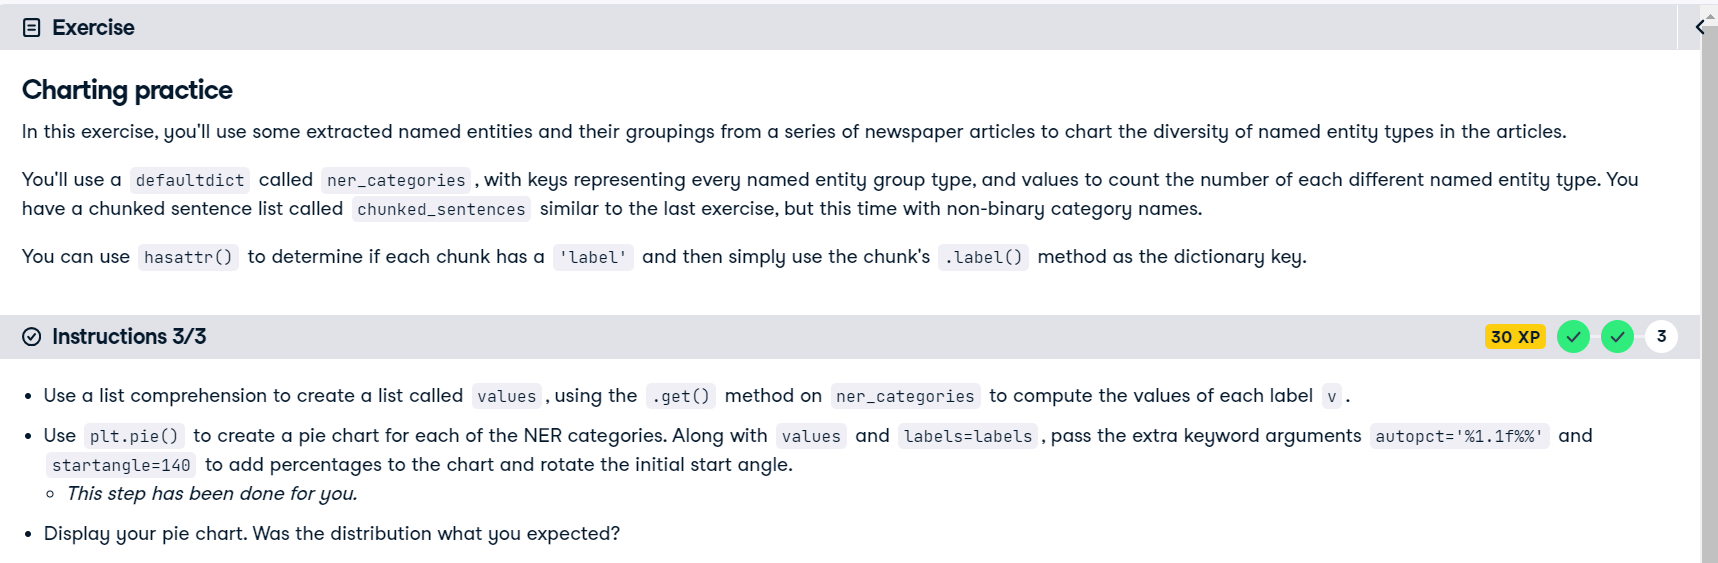 Exercise
Charting practice
In this exercise, you'll use some extracted named entities and their groupings from a series of newspaper articles to chart the diversity of named entity types in the articles.
You'll use a defaultdict called ner_categories, with keys representing every named entity group type, and values to count the number of each different named entity type. You
have a chunked sentence list called chunked_sentences similar to the last exercise, but this time with non-binary category names.
You can use hasattr() to determine if each chunk has a 'label' and then simply use the chunk's .label() method as the dictionary key.
Instructions 3/3
30 XP
3
Use a list comprehension to create a list called values, using the .get() method on ner_categories to compute the values of each label v.
Use plt.pie() to create a pie chart for each of the NER categories. Along with values and labels=labels, pass the extra keyword arguments autopct='%1.1f%%' and
startangle=140 to add percentages to the chart and rotate the initial start angle.
This step has been done for you.
Display your pie chart. Was the distribution what you expected?